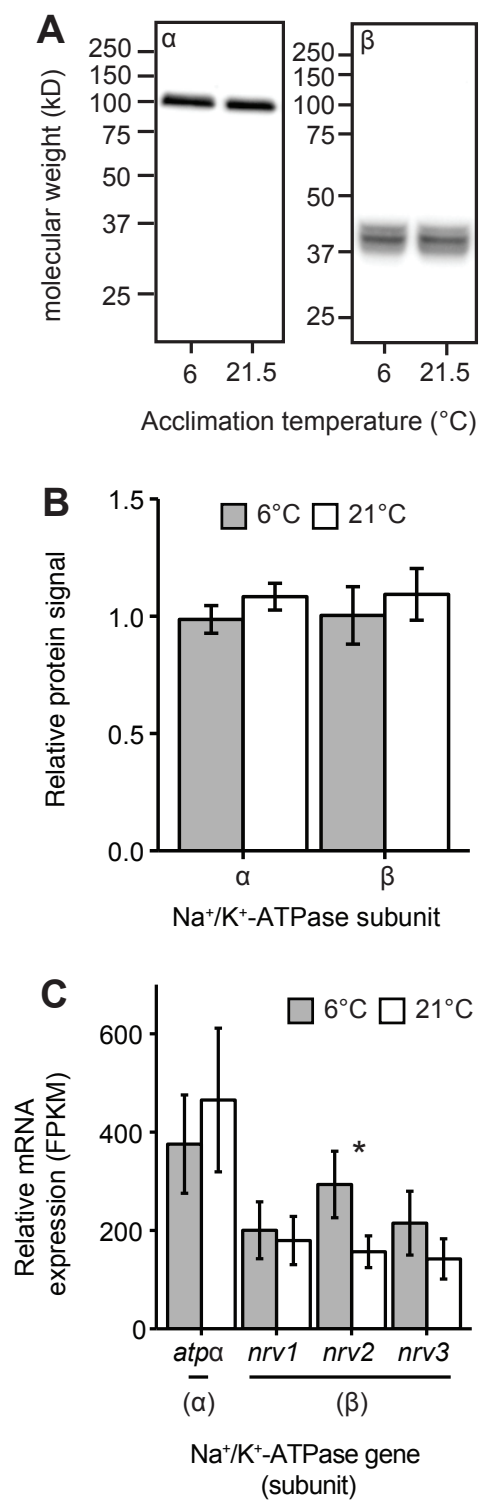 A
α
β
molecular weight (kD)
250
150
100
75
50
37
25
250
150
100
75
50
37
25
6
21.5
6
21.5
Acclimation temperature (°C)
B
6°C
21°C
Relative protein signal
1.5
1.0
0.5
0.0
α
β
Na⁺/K⁺-ATPase subunit
C
6°C
21°C
Relative mRNA
expression (FPKM)
600
400
200
0
*
atpα
nrv1
nrv2
nrv3
(α)
(β)
Na⁺/K⁺-ATPase gene
(subunit)